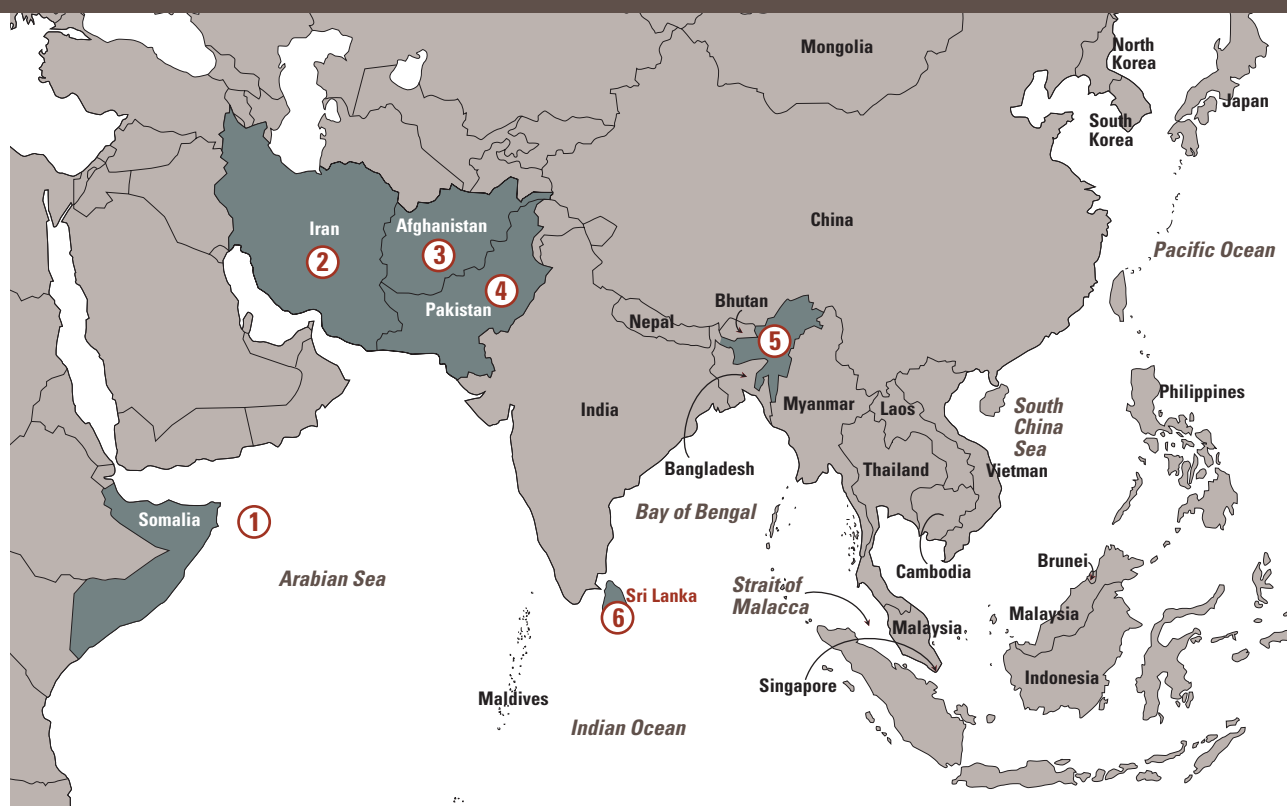 Mongolia
North
Korea
Japan
South
Korea
China
Pacific Ocean
Iran
2
Afghanistan
3
4
Pakistan
Bhutan
Nepal
5
India
Myanmar
Laos
Philippines
South
China
Sea
Bangladesh
Thailand
Vietman
Bay of Bengal
Somalia
1
Arabian Sea
Cambodia
Brunei
Strait of
Malacca
Sri Lanka
6
Malaysia
Malaysia
Singapore
Indonesia
Maldives
Indian Ocean